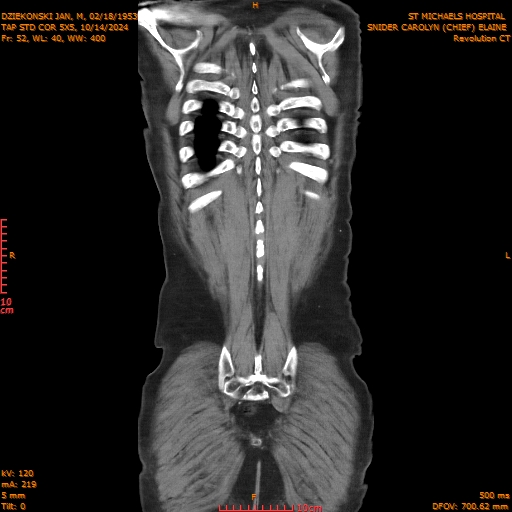 DZIEKONSKI JAN, M, 02/18/1953
TAP STD COR 5X5, 10/14/2024
Fr: 52, WL: 40, WW: 400
H
ST MICHAELS HOSPITAL
SNIDER CAROLYN (CHIEF) ELAINE
Revolution CT
R
L
10
cm
kV: 120
mA: 219
5 mm
Tilt: 0
F
10cm
500 ms
DFOV: 700.62 mm